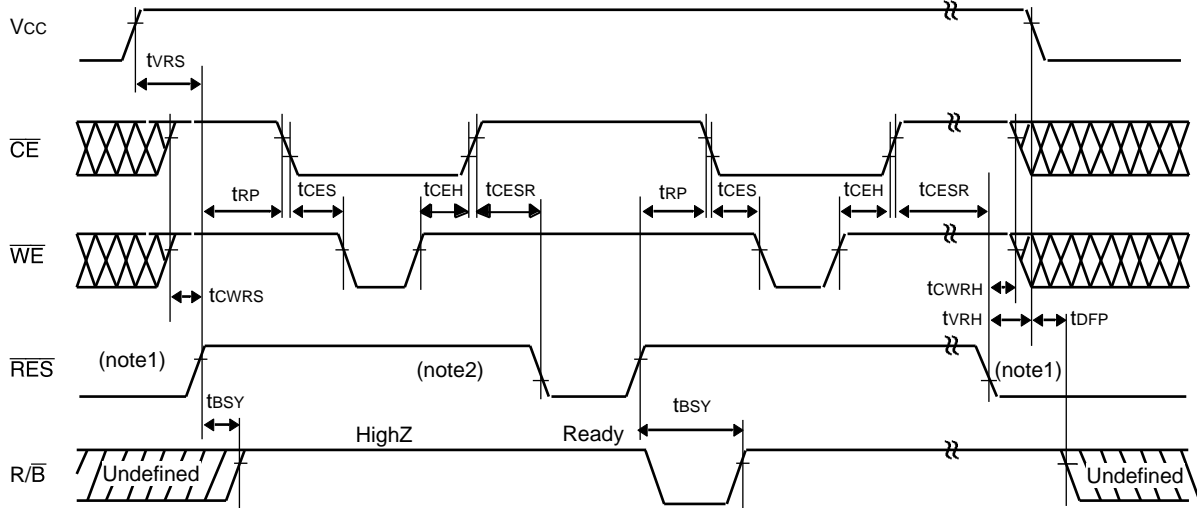 VCC
tVRS
CE
tRP tCES tCEH tCESR tRP tCES tCEH tCESR
WE
tCWRS tCWRH
tVRH tDFP
RES (note1) (note2) (note1)
tBSY tBSY
HighZ Ready
R/B Undefined Undefined